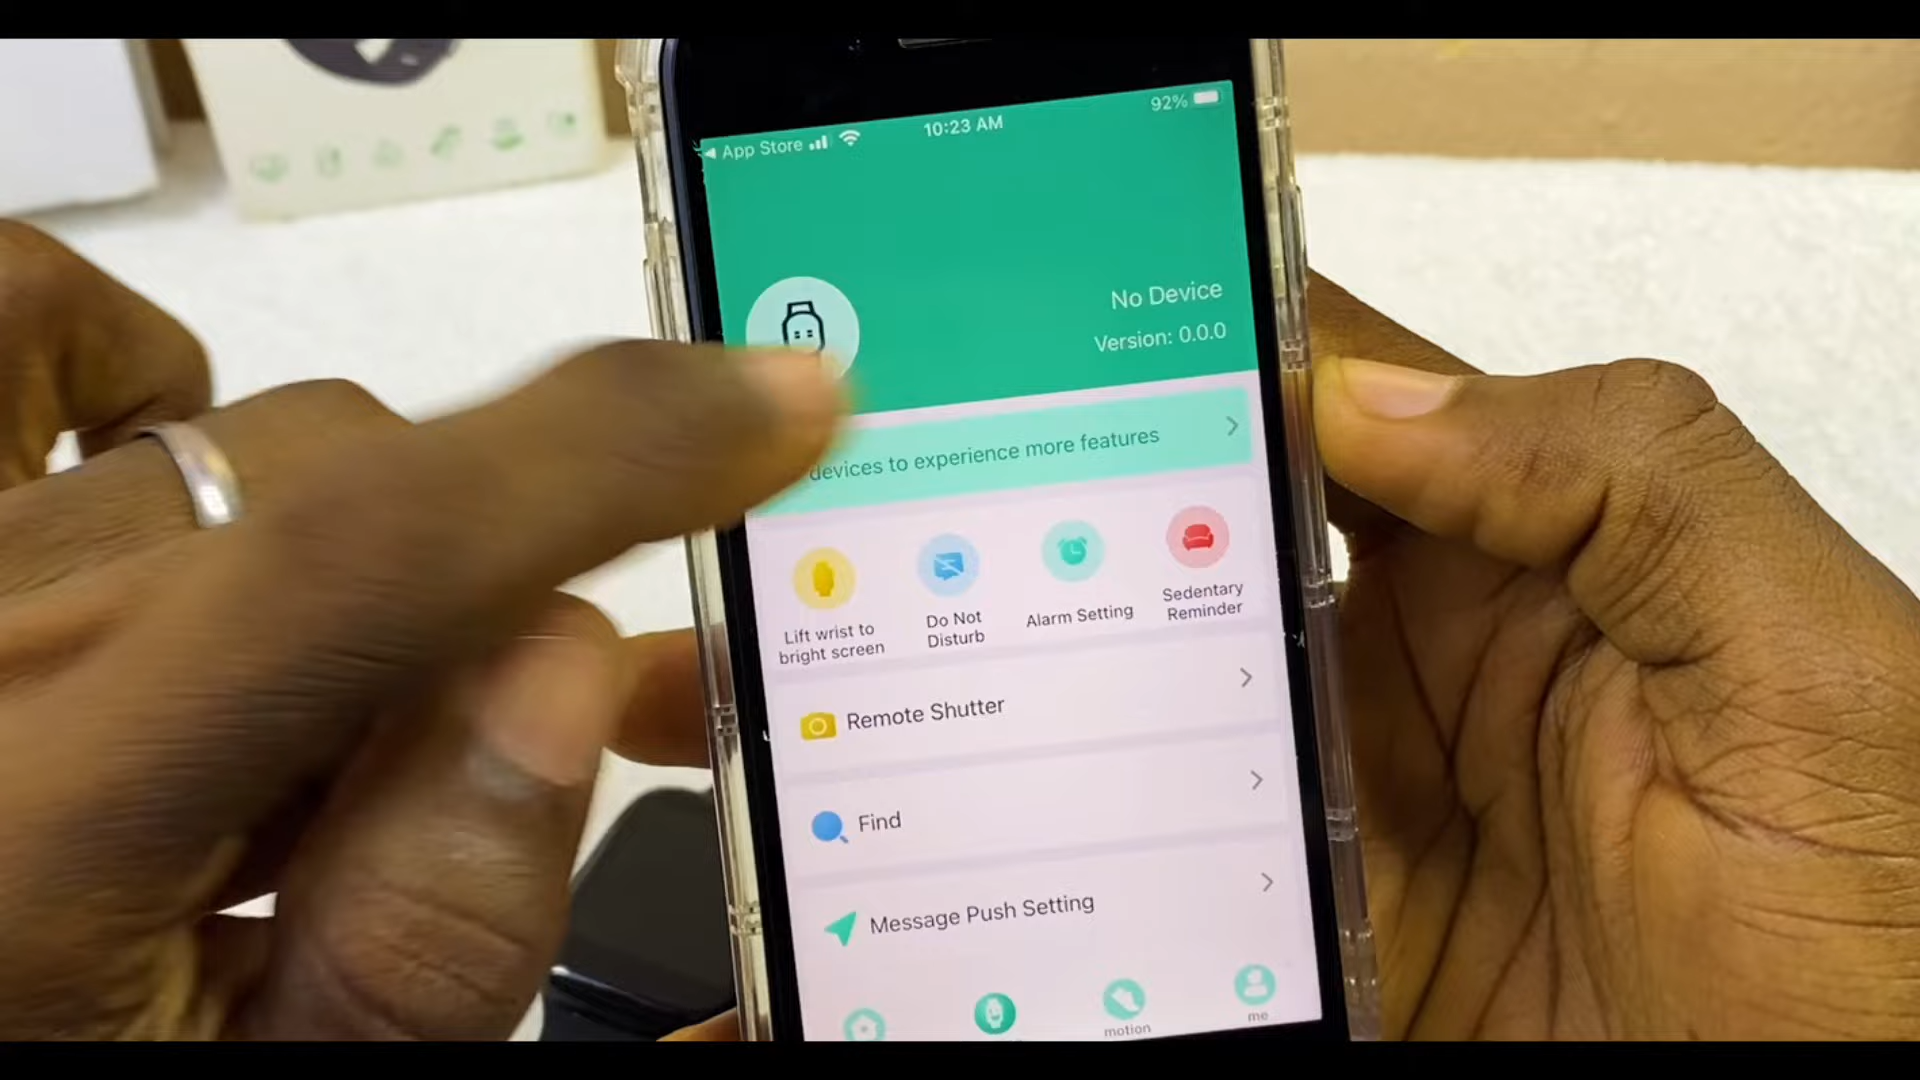 App Store
10:23 AM
92%
No Device
Version: 0.0.0
devices to experience more features
Lift wrist to
bright screen
Do Not
Disturb
Alarm Setting
Sedentary
Reminder
Remote Shutter
Find
Message Push Setting
motion
me